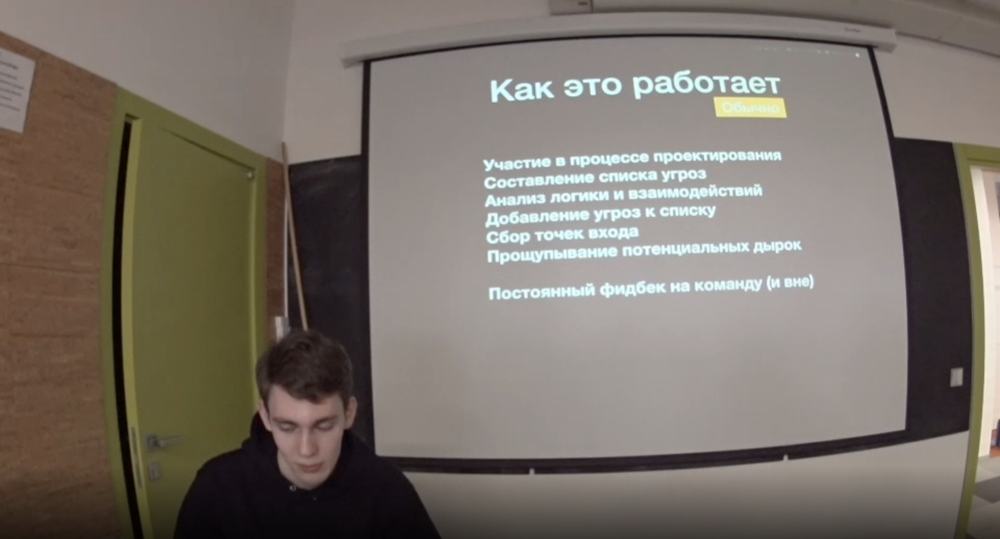 Как это работает
Обычно
Участие в процессе проектирования
Составление списка угроз
Анализ логики и взаимодействий
Добавление угроз к списку
Сбор точек входа
Прощупывание потенциальных дырок
Постоянный фидбек на команду (и вне)